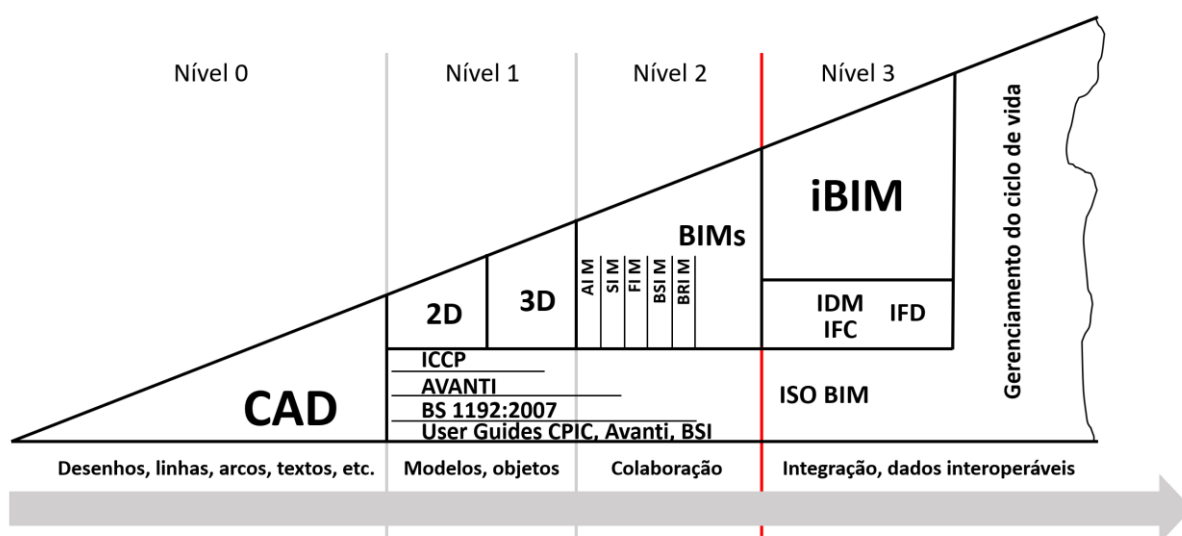 Nível 0
Nível 1
Nível 2
Nível 3
iBIM
BIMs
AIM
SIM
FIM
BSIM
BRIM
2D
3D
IDM
IFC
IFD
Gerenciamento do ciclo de vida
CAD
ICCP
AVANTI
BS 1192:2007
User Guides CPIC, Avanti, BSI
ISO BIM
Desenhos, linhas, arcos, textos, etc.
Modelos, objetos
Colaboração
Integração, dados interoperáveis